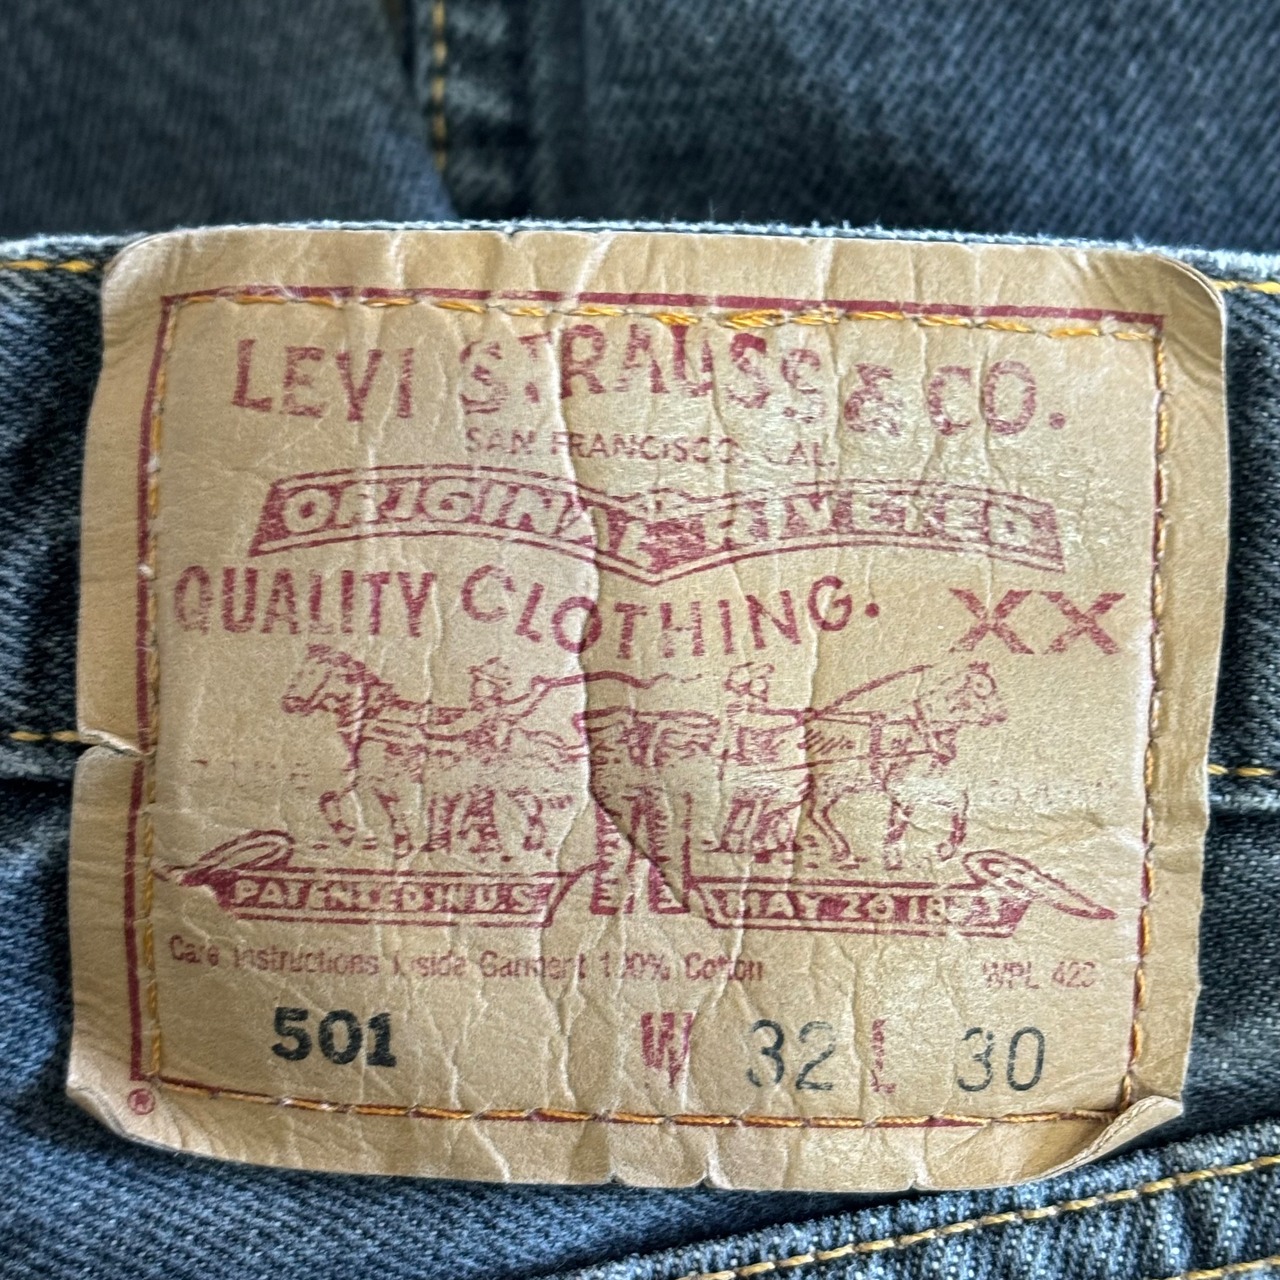 LEVI STRAUSS & CO.
SAN FRANCISCO, CAL.
ORIGINAL RIVETED
QUALITY CLOTHING. XX
PATENTED IN U.S. MAY 20 1873
Care Instructions Inside Garment 100% Cotton WPL 423
501 W 32 L 30
®